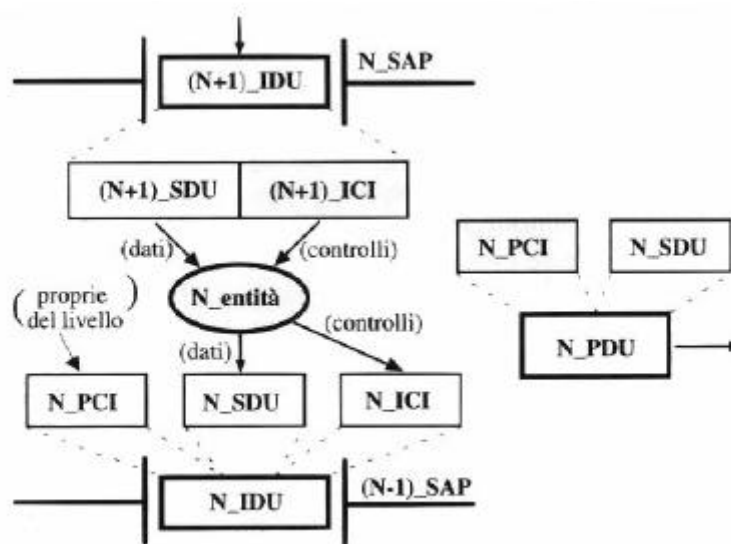 (N+1)_IDU
N_SAP
(N+1)_SDU
(N+1)_ICI
(dati)
(controlli)
N_entità
(proprie
del livello)
(dati)
(controlli)
N_PCI
N_SDU
N_ICI
N_IDU
(N-1)_SAP
N_PCI
N_SDU
N_PDU